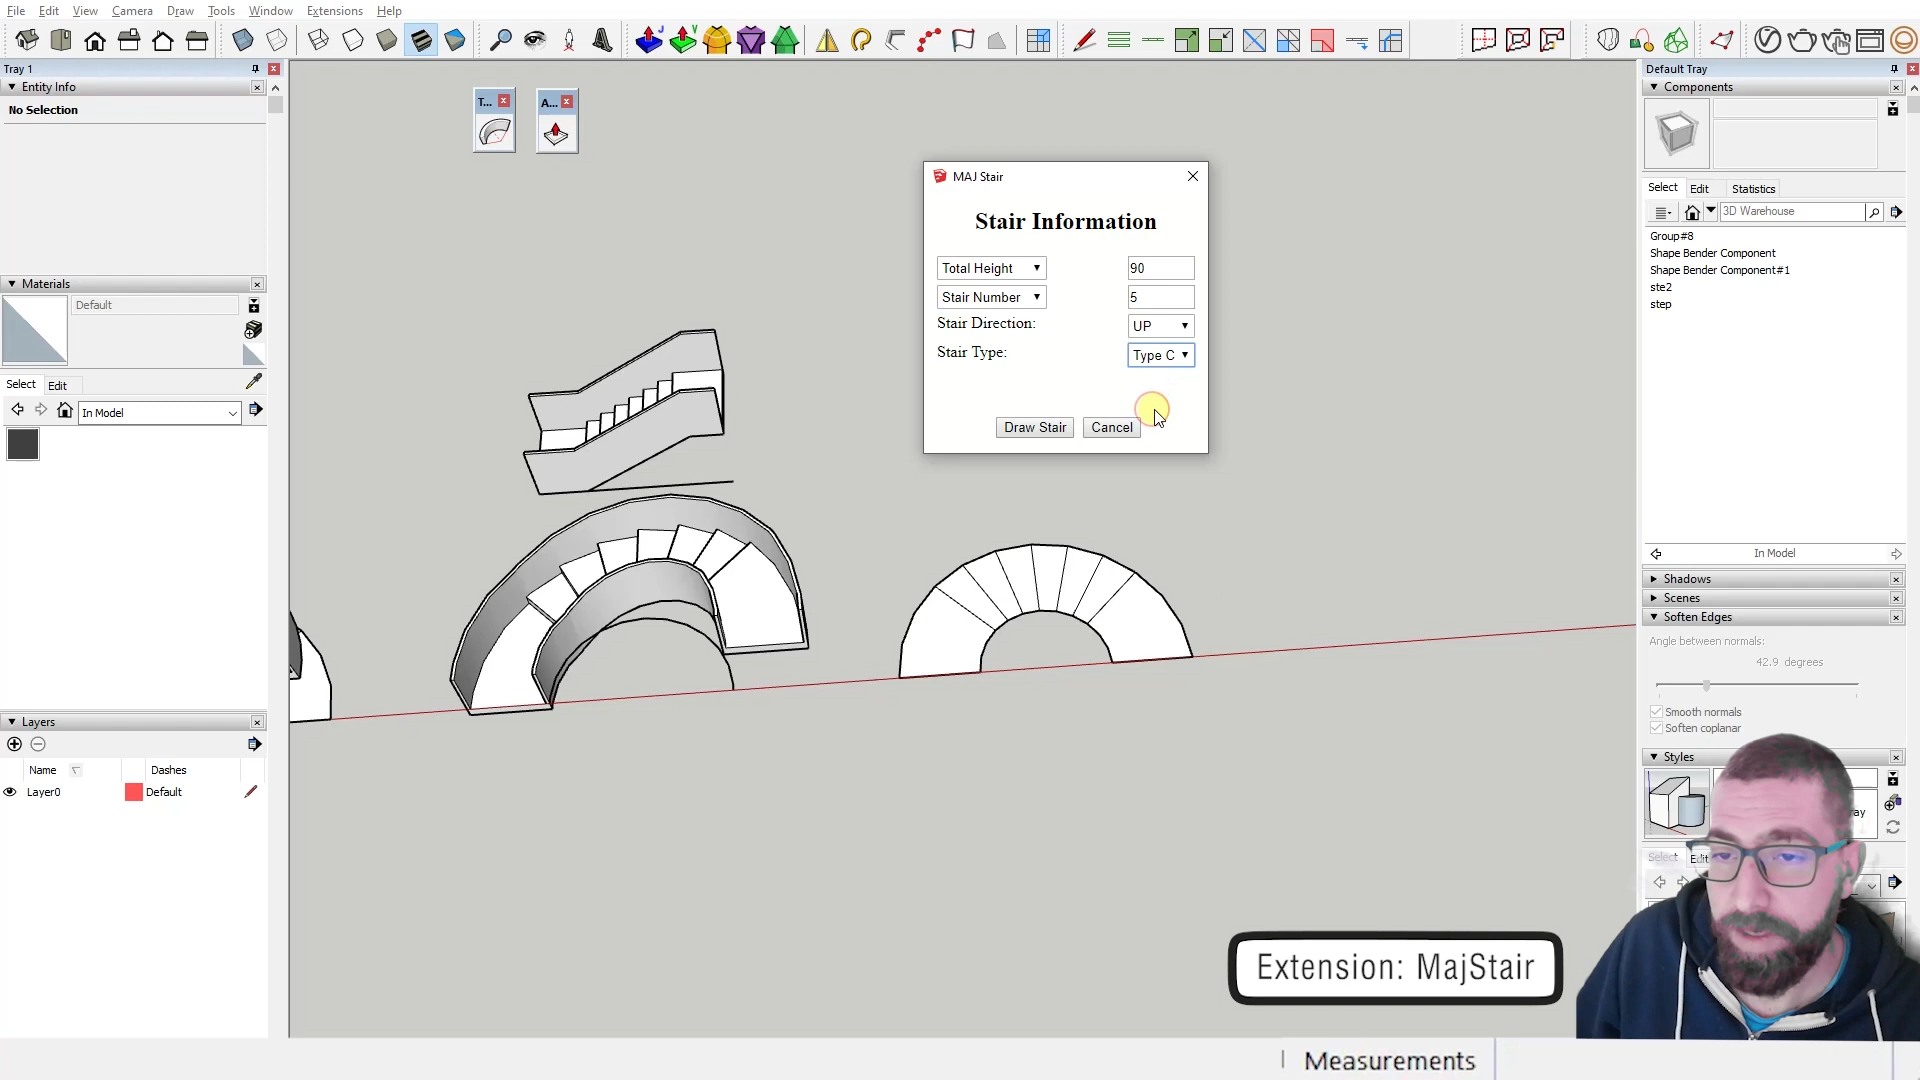 File Edit View Camera Draw Tools Window Extensions Help
Tray 1
Entity Info
No Selection
Materials
Default
Select Edit
In Model
Layers
Name Dashes
Layer0 Default
T...
A...
MAJ Stair
Stair Information
Total Height 90
Stair Number 5
Stair Direction: UP
Stair Type: Type C
Draw Stair Cancel
Default Tray
Components
Select Edit Statistics
3D Warehouse
Group#8
Shape Bender Component
Shape Bender Component#1
ste2
step
In Model
Shadows
Scenes
Soften Edges
Angle between normals:
42.9 degrees
Smooth normals
Soften coplanar
Styles
Select Edit
Extension: MajStair
Measurements